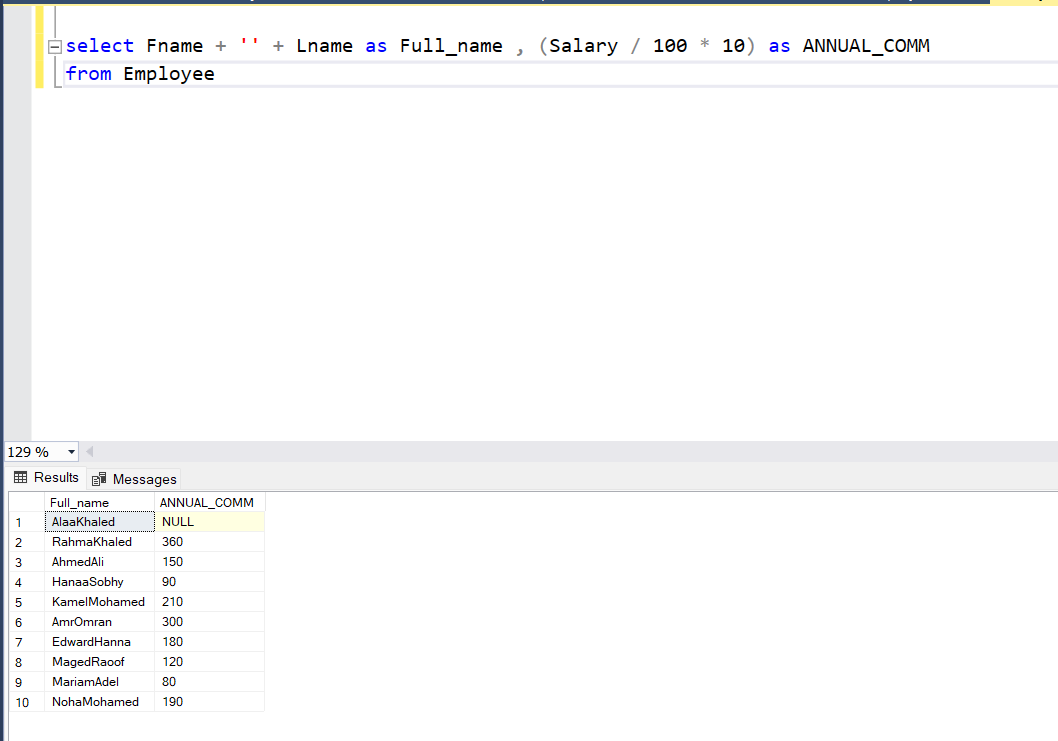 select Fname + '' + Lname as Full_name , (Salary / 100 * 10) as ANNUAL_COMM
from Employee
129 %
Results Messages
Full_name ANNUAL_COMM
1 AlaaKhaled NULL
2 RahmaKhaled 360
3 AhmedAli 150
4 HanaaSobhy 90
5 KamelMohamed 210
6 AmrOmran 300
7 EdwardHanna 180
8 MagedRaoof 120
9 MariamAdel 80
10 NohaMohamed 190